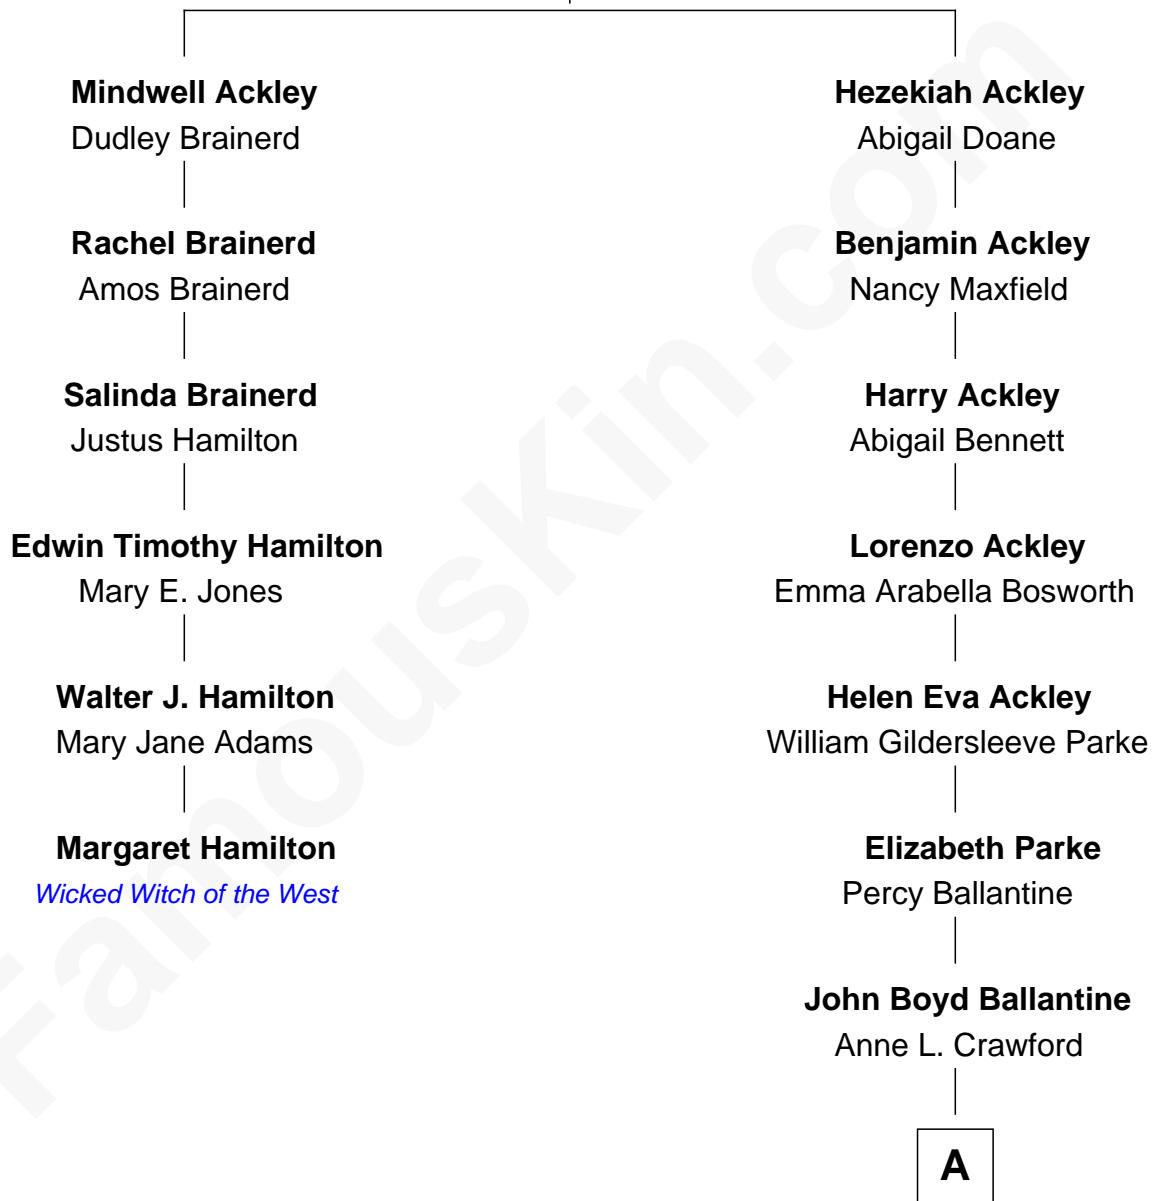 Mindwell Ackley
Dudley Brainerd
Rachel Brainerd
Amos Brainerd
Salinda Brainerd
Justus Hamilton
Edwin Timothy Hamilton
Mary E. Jones
Walter J. Hamilton
Mary Jane Adams
Margaret Hamilton
Wicked Witch of the West
Hezekiah Ackley
Abigail Doane
Benjamin Ackley
Nancy Maxfield
Harry Ackley
Abigail Bennett
Lorenzo Ackley
Emma Arabella Bosworth
Helen Eva Ackley
William Gildersleeve Parke
Elizabeth Parke
Percy Ballantine
John Boyd Ballantine
Anne L. Crawford
A
FamousKin.com